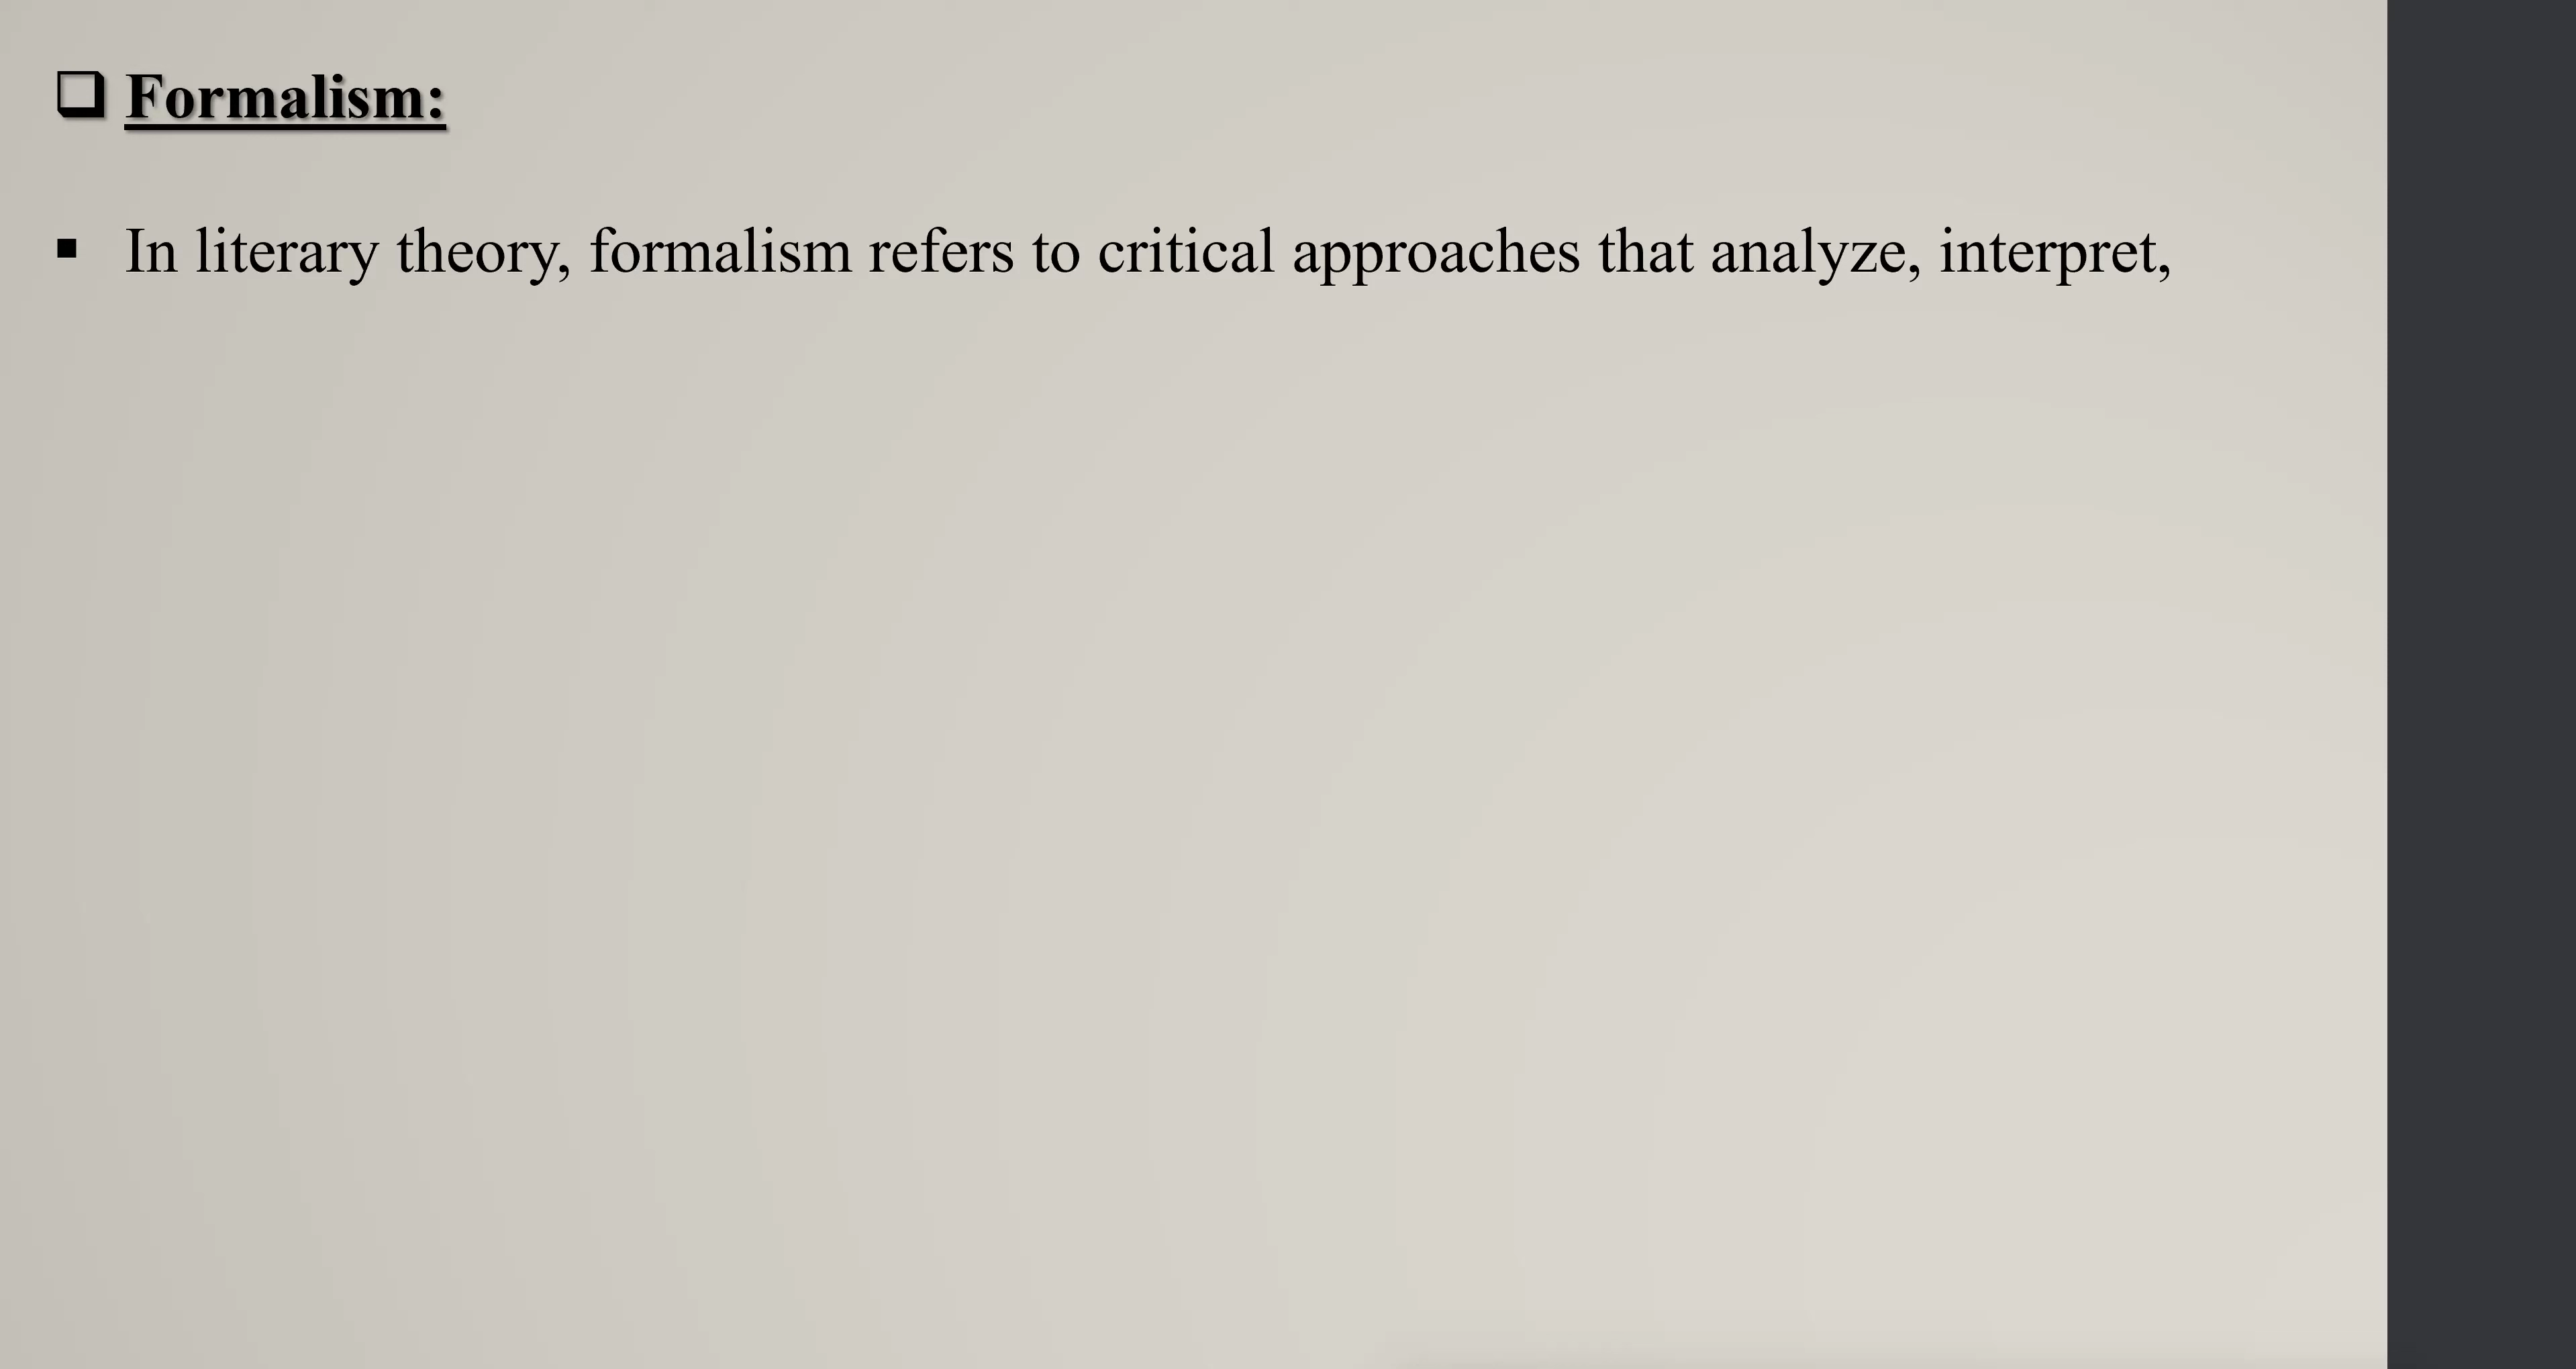 ❑ Formalism:
▪ In literary theory, formalism refers to critical approaches that analyze, interpret,